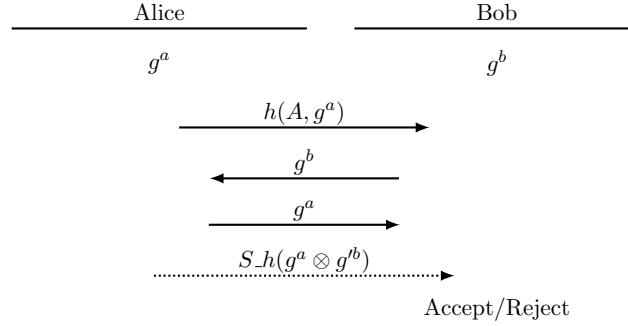 Alice Bob
g^a g^b
h(A, g^a)
g^b
g^a
S_h(g^a ⊗ g'^b)
Accept/Reject